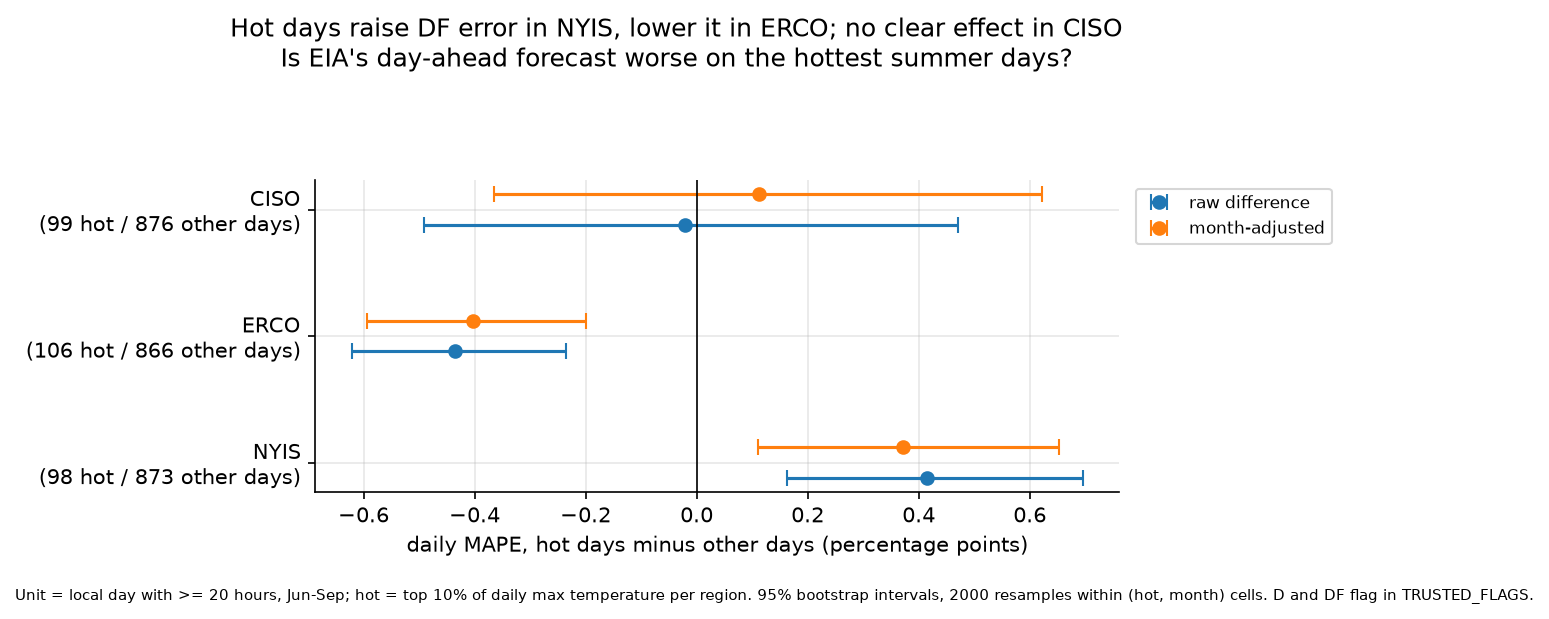 Hot days raise DF error in NYIS, lower it in ERCO; no clear effect in CISO
Is EIA's day-ahead forecast worse on the hottest summer days?
CISO
(99 hot / 876 other days)
ERCO
(106 hot / 866 other days)
NYIS
(98 hot / 873 other days)
raw difference
month-adjusted
−0.6 −0.4 −0.2 0.0 0.2 0.4 0.6
daily MAPE, hot days minus other days (percentage points)
Unit = local day with >= 20 hours, Jun-Sep; hot = top 10% of daily max temperature per region. 95% bootstrap intervals, 2000 resamples within (hot, month) cells. D and DF flag in TRUSTED_FLAGS.